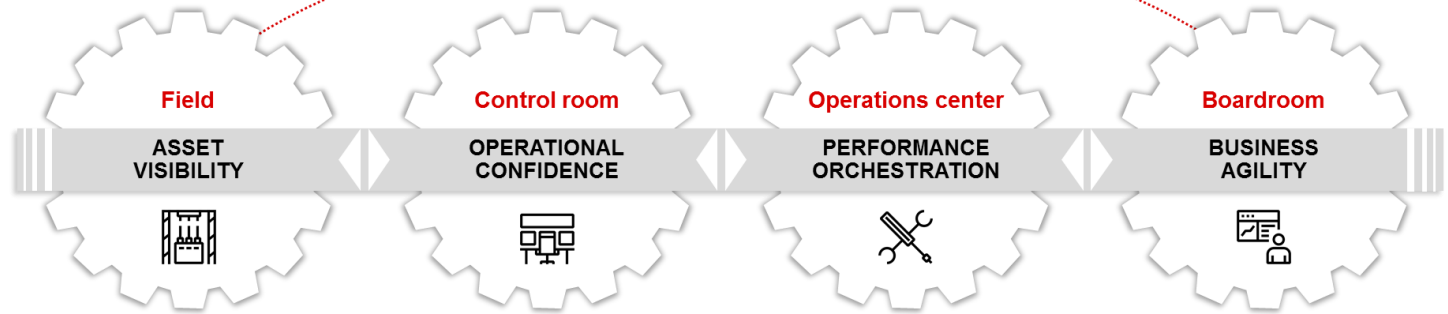 Field
Control room
Operations center
Boardroom
ASSET
VISIBILITY
OPERATIONAL
CONFIDENCE
PERFORMANCE
ORCHESTRATION
BUSINESS
AGILITY